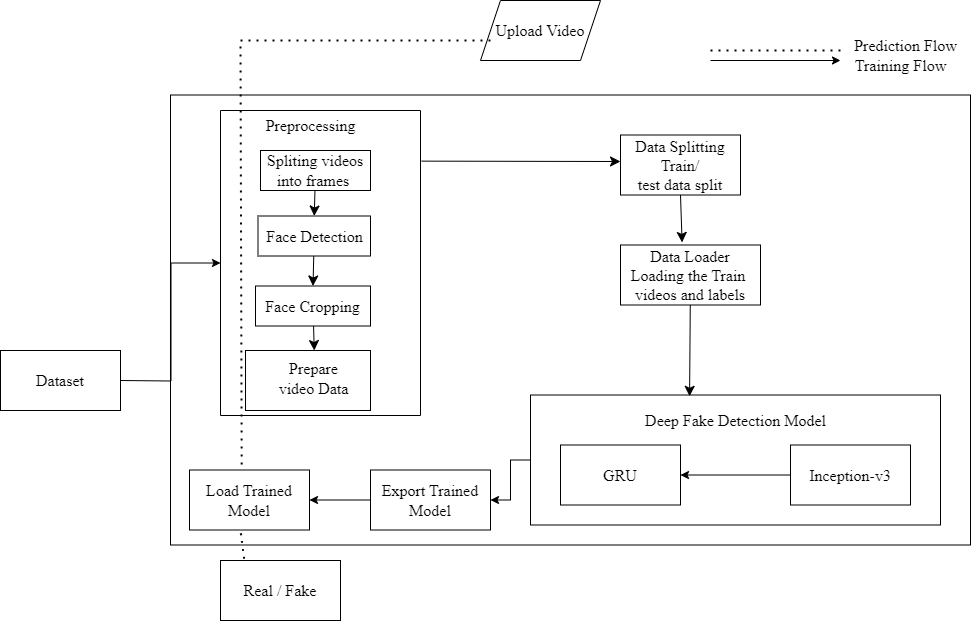 Upload Video
Prediction Flow
Training Flow
Preprocessing
Spliting videos
into frames
Face Detection
Face Cropping
Prepare
video Data
Data Splitting
Train/
test data split
Data Loader
Loading the Train
videos and labels
Dataset
Deep Fake Detection Model
GRU
Inception-v3
Export Trained
Model
Load Trained
Model
Real / Fake